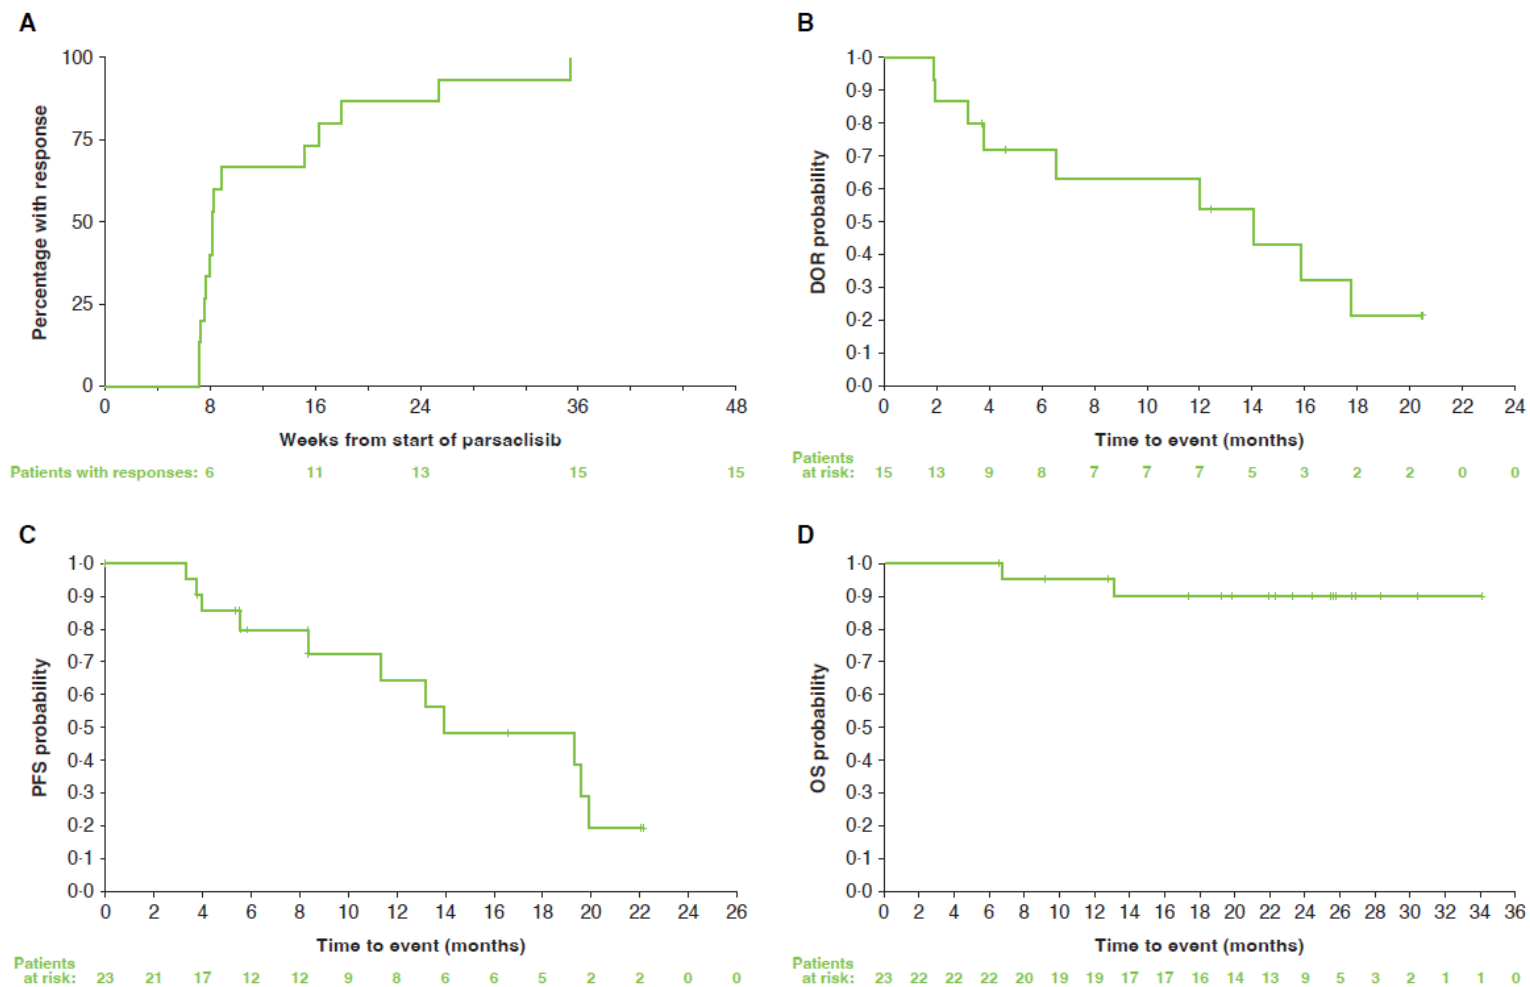 A
100
75
50
25
0
Percentage with response
0 8 16 24 36 48
Weeks from start of parsaclisib
Patients with responses: 6 11 13 15 15
B
1·0
0·9
0·8
0·7
0·6
0·5
0·4
0·3
0·2
0·1
0·0
DOR probability
0 2 4 6 8 10 12 14 16 18 20 22 24
Time to event (months)
Patients
at risk: 15 13 9 8 7 7 7 5 3 2 2 0 0
C
1·0
0·9
0·8
0·7
0·6
0·5
0·4
0·3
0·2
0·1
0·0
PFS probability
0 2 4 6 8 10 12 14 16 18 20 22 24 26
Time to event (months)
Patients
at risk: 23 21 17 12 12 9 8 6 6 5 2 2 0 0
D
1·0
0·9
0·8
0·7
0·6
0·5
0·4
0·3
0·2
0·1
0·0
OS probability
0 2 4 6 8 10 12 14 16 18 20 22 24 26 28 30 32 34 36
Time to event (months)
Patients
at risk: 23 22 22 22 20 19 19 17 17 16 14 13 9 5 3 2 1 1 0